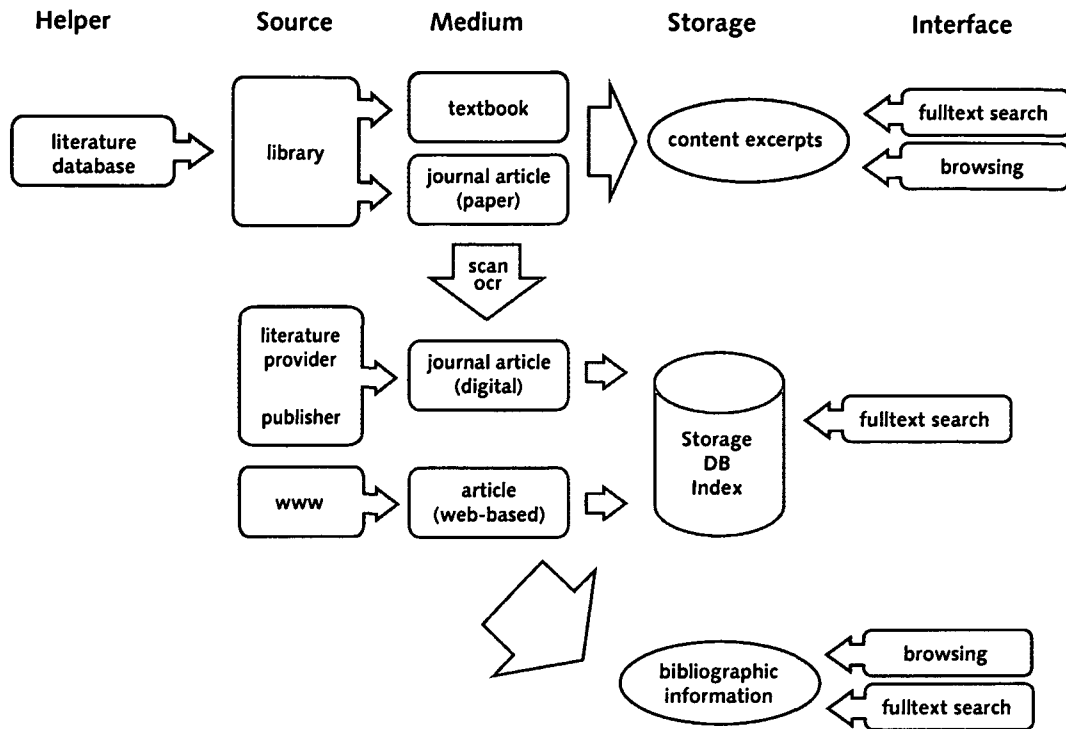 Helper
Source
Medium
Storage
Interface
literature
database
library
textbook
journal article
(paper)
content excerpts
fulltext search
browsing
scan
ocr
literature
provider
publisher
journal article
(digital)
Storage
DB
Index
fulltext search
www
article
(web-based)
bibliographic
information
browsing
fulltext search